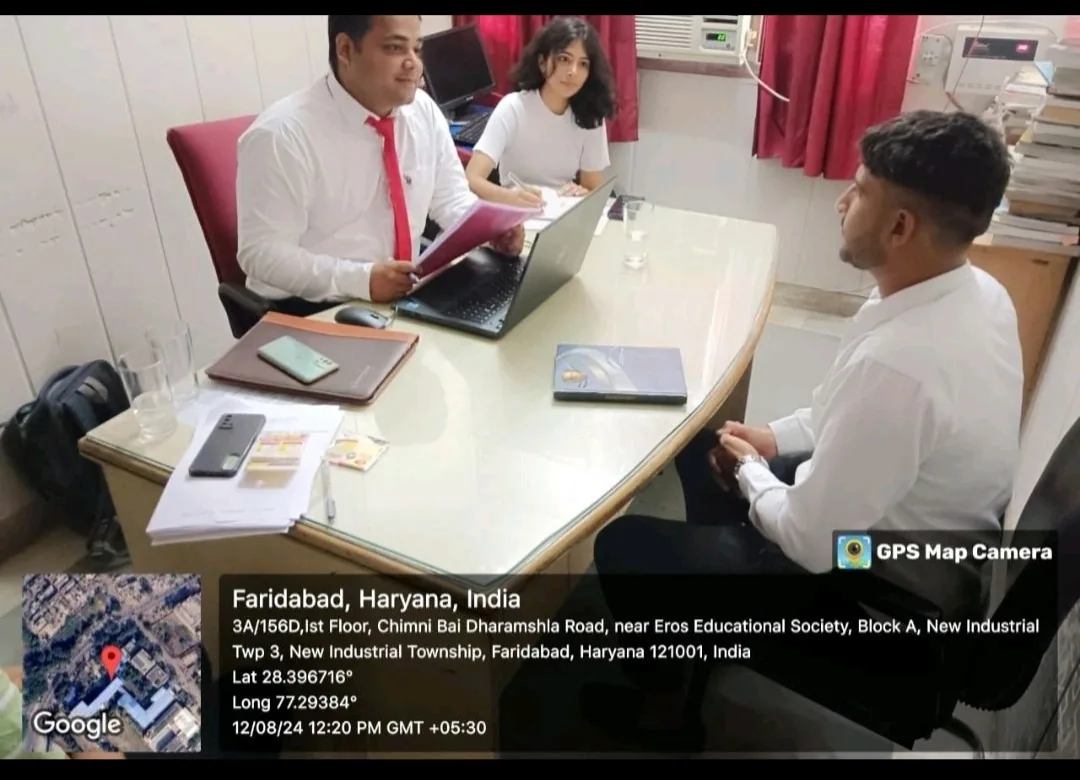 GPS Map Camera
Faridabad, Haryana, India
3A/156D,Ist Floor, Chimni Bai Dharamshla Road, near Eros Educational Society, Block A, New Industrial
Twp 3, New Industrial Township, Faridabad, Haryana 121001, India
Lat 28.396716°
Long 77.29384°
12/08/24 12:20 PM GMT +05:30
Google